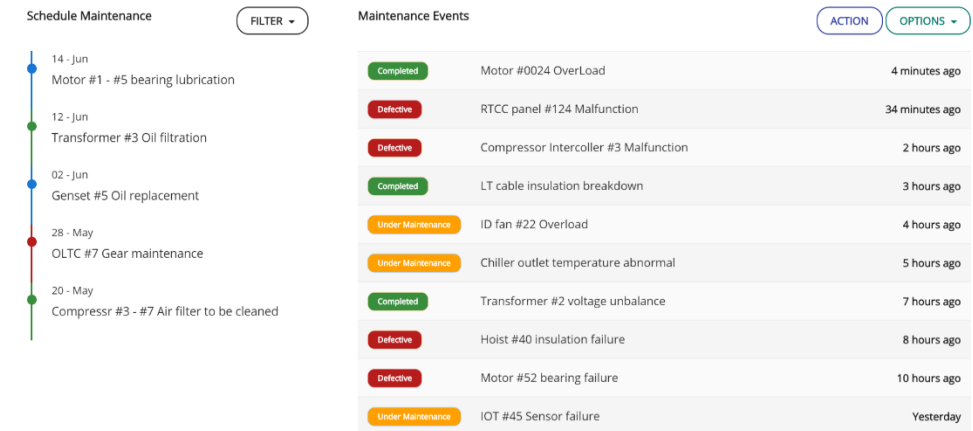 Schedule Maintenance
FILTER
14 - Jun
Motor #1 - #5 bearing lubrication
12 - Jun
Transformer #3 Oil filtration
02 - Jun
Genset #5 Oil replacement
28 - May
OLTC #7 Gear maintenance
20 - May
Compressr #3 - #7 Air filter to be cleaned
Maintenance Events
ACTION
OPTIONS
Completed Motor #0024 OverLoad 4 minutes ago
Defective RTCC panel #124 Malfunction 34 minutes ago
Defective Compressor Intercoller #3 Malfunction 2 hours ago
Completed LT cable insulation breakdown 3 hours ago
Under Maintenance ID fan #22 Overload 4 hours ago
Under Maintenance Chiller outlet temperature abnormal 5 hours ago
Completed Transformer #2 voltage unbalance 7 hours ago
Defective Hoist #40 insulation failure 8 hours ago
Defective Motor #52 bearing failure 10 hours ago
Under Maintenance IOT #45 Sensor failure Yesterday